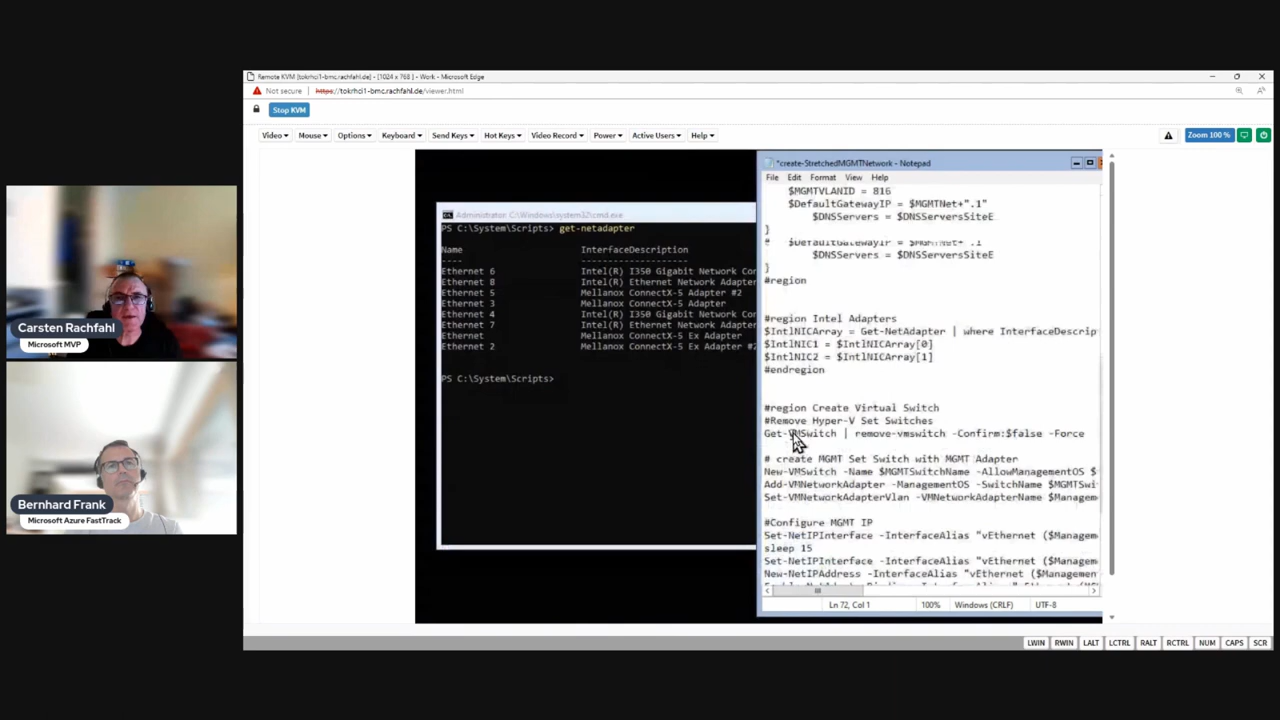 Remote KVM [tokrhci1-bmc.rachfahl.de] - [1024 x 768] - Work - Microsoft Edge
Not secure | https://tokrhci1-bmc.rachfahl.de/viewer.html
Stop KVM
Video Mouse Options Keyboard Send Keys Hot Keys Video Record Power Active Users Help Zoom 100 %
*create-StretchedMGMTNetwork - Notepad
File Edit Format View Help
$MGMTVLANID = 816
$DefaultGatewayIP = $MGMTNet+".1"
$DNSServers = $DNSServersSiteE
}
# $DefaultGatewayIP = $MGMTNet+ .1
$DNSServers = $DNSServersSiteE
}
#region
#region Intel Adapters
$IntlNICArray = Get-NetAdapter | where InterfaceDescrip
$IntlNIC1 = $IntlNICArray[0]
$IntlNIC2 = $IntlNICArray[1]
#endregion
#region Create Virtual Switch
#Remove Hyper-V Set Switches
Get-VMSwitch | remove-vmswitch -Confirm:$false -Force
# create MGMT Set Switch with MGMT Adapter
New-VMSwitch -Name $MGMTSwitchName -AllowManagementOS $
Add-VMNetworkAdapter -ManagementOS -SwitchName $MGMTSwi
Set-VMNetworkAdapterVlan -VMNetworkAdapterName $Managem
#Configure MGMT IP
Set-NetIPInterface -InterfaceAlias "vEthernet ($Managem
sleep 15
Set-NetIPInterface -InterfaceAlias "vEthernet ($Managem
New-NetIPAddress -InterfaceAlias "vEthernet ($Managemen
Ln 72, Col 1 100% Windows (CRLF) UTF-8
Administrator: C:\Windows\system32\cmd.exe
PS C:\System\Scripts> get-netadapter
Name InterfaceDescription
---- --------------------
Ethernet 6 Intel(R) I350 Gigabit Network Con
Ethernet 8 Intel(R) Ethernet Network Adapter
Ethernet 5 Mellanox ConnectX-5 Adapter #2
Ethernet 3 Mellanox ConnectX-5 Adapter
Ethernet 4 Intel(R) I350 Gigabit Network Con
Ethernet 7 Intel(R) Ethernet Network Adapter
Ethernet Mellanox ConnectX-5 Ex Adapter
Ethernet 2 Mellanox ConnectX-5 Ex Adapter #2
PS C:\System\Scripts>
Carsten Rachfahl
Microsoft MVP
Bernhard Frank
Microsoft Azure FastTrack
LWIN RWIN LALT LCTRL RALT RCTRL NUM CAPS SCR